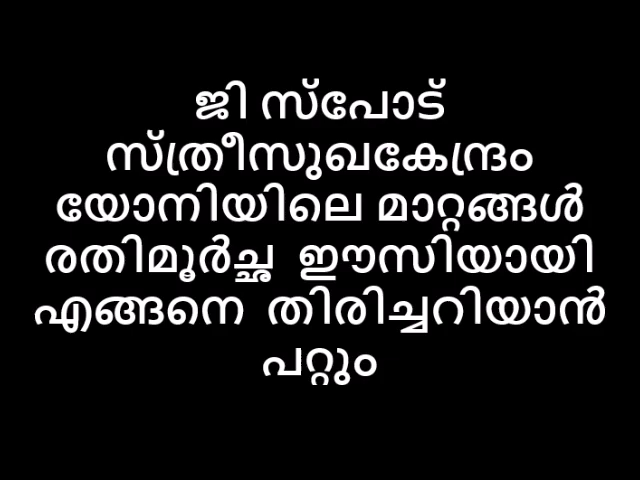 ജി സ്പോട്
സ്ത്രീസുഖകേന്ദ്രം
യോനിയിലെ മാറ്റങ്ങൾ
രതിമൂർച്ഛ ഈസിയായി
എങ്ങനെ തിരിച്ചറിയാൻ
പറ്റും